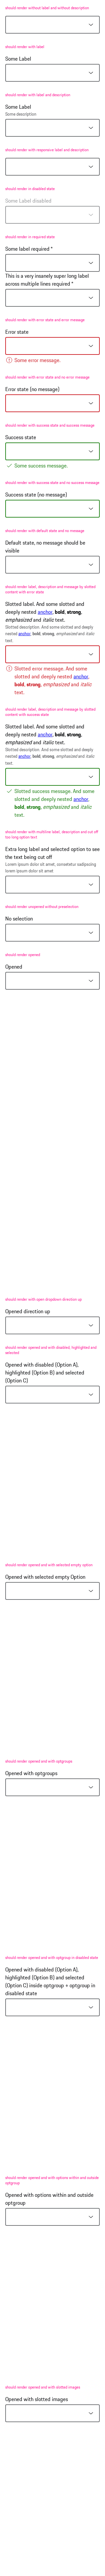 should render without label and without description
should render with label
Some Label
should render with label and description
Some Label
Some description
should render with responsive label and description
should render in disabled state
Some Label disabled
should render in required state
Some label required *
This is a very insanely super long label
across multiple lines required *
should render with error state and error message
Error state
Some error message.
should render with error state and no error message
Error state (no message)
should render with success state and success message
Success state
Some success message.
should render with success state and no success message
Success state (no message)
should render with default state and no message
Default state, no message should be
visible
should render label, description and message by slotted
content with error state
Slotted label. And some slotted and
deeply nested anchor, bold, strong,
emphasized and italic text.
Slotted description. And some slotted and deeply
nested anchor, bold, strong, emphasized and italic
text.
Slotted error message. And some
slotted and deeply nested anchor,
bold, strong, emphasized and italic
text.
should render label, description and message by slotted
content with success state
Slotted label. And some slotted and
deeply nested anchor, bold, strong,
emphasized and italic text.
Slotted description. And some slotted and deeply
nested anchor, bold, strong, emphasized and italic
text.
Slotted success message. And some
slotted and deeply nested anchor,
bold, strong, emphasized and italic
text.
should render with multiline label, description and cut off
too long option text
Extra long label and selected option to see
the text being cut off
Lorem ipsum dolor sit amet, consetetur sadipscing
lorem ipsum dolor sit amet
should render unopened without preselection
No selection
should render opened
Opened
should render with open dropdown direction up
Opened direction up
should render opened and with disabled, highlighted and
selected
Opened with disabled (Option A),
highlighted (Option B) and selected
(Option C)
should render opened and with selected empty option
Opened with selected empty Option
should render opened and with optgroups
Opened with optgroups
should render opened and with optgroup in disabled state
Opened with disabled (Option A),
highlighted (Option B) and selected
(Option C) inside optgroup + optgroup in
disabled state
should render opened and with options within and outside
optgroup
Opened with options within and outside
optgroup
should render opened and with slotted images
Opened with slotted images